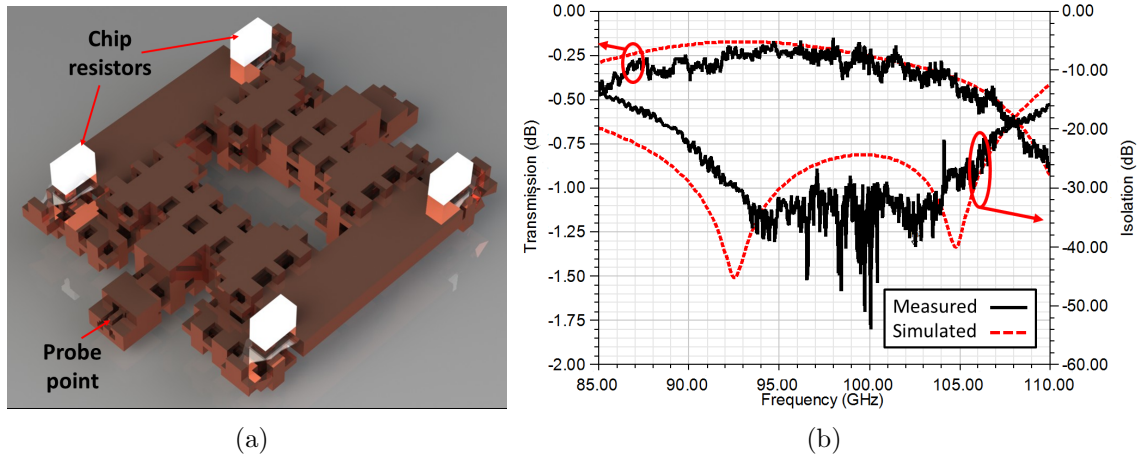 Chip
resistors
Probe
point
(a)
0.00
-0.25
-0.50
-0.75
-1.00
-1.25
-1.50
-1.75
-2.00
Transmission (dB)
0.00
-10.00
-20.00
-30.00
-40.00
-50.00
-60.00
Isolation (dB)
Measured
Simulated
85.00 90.00 95.00 100.00 105.00 110.00
Frequency (GHz)
(b)